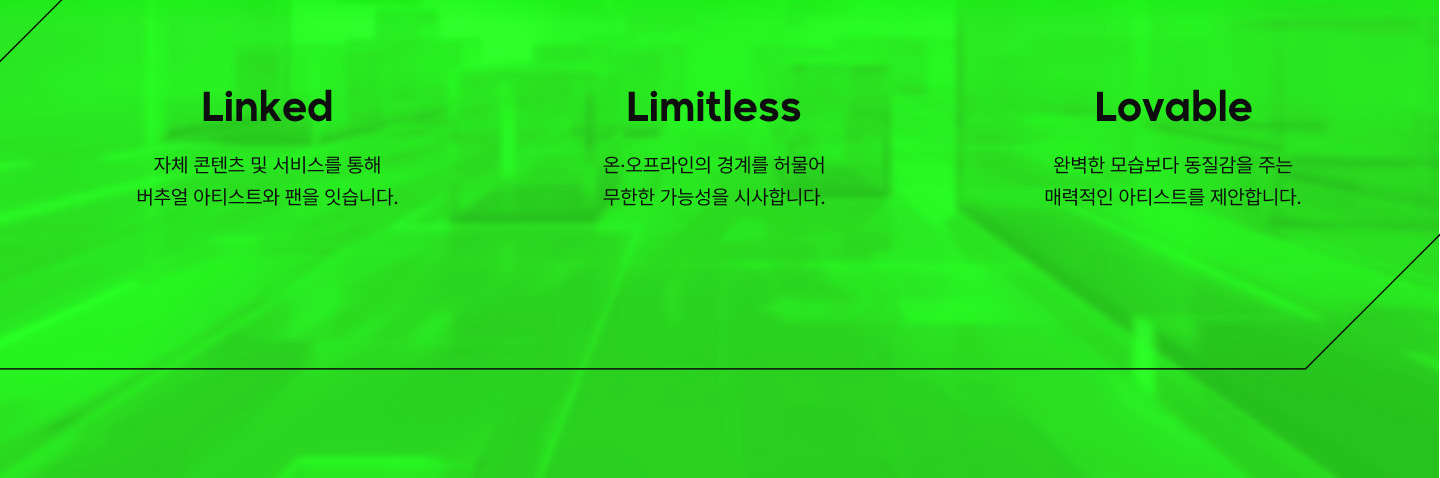 Linked
자체 콘텐츠 및 서비스를 통해
버추얼 아티스트와 팬을 잇습니다.
Limitless
온·오프라인의 경계를 허물어
무한한 가능성을 시사합니다.
Lovable
완벽한 모습보다 동질감을 주는
매력적인 아티스트를 제안합니다.